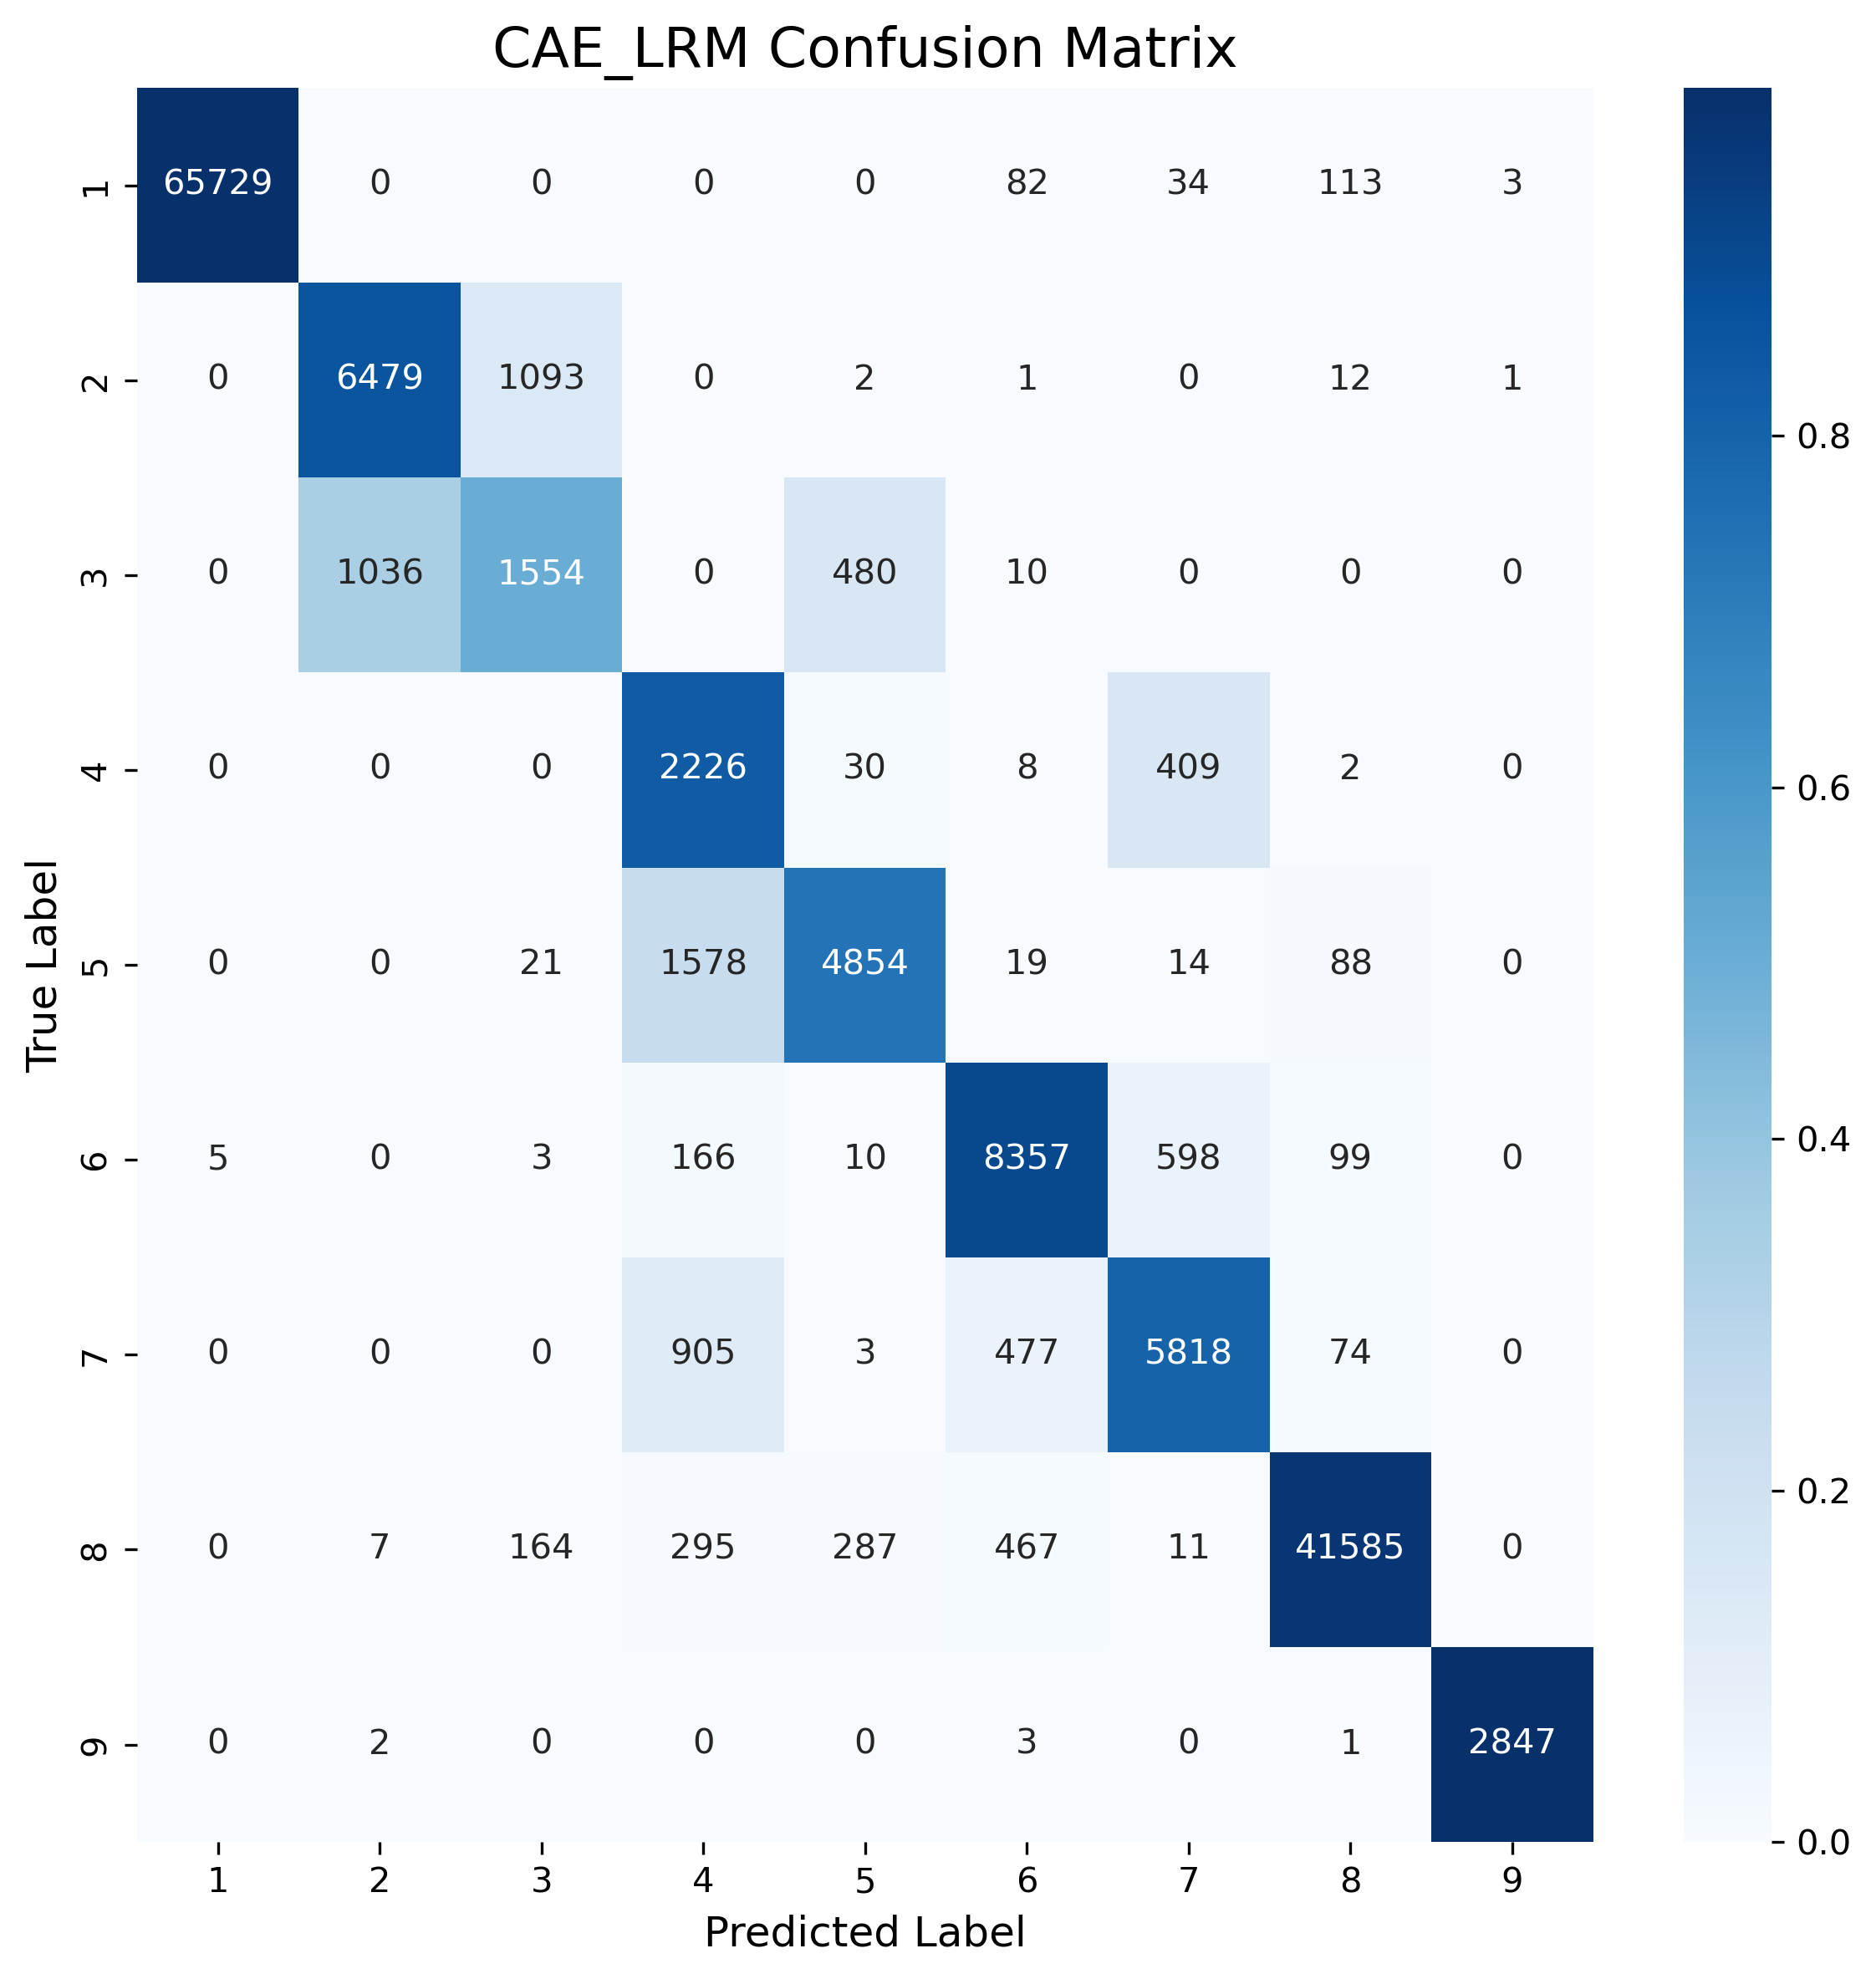 CAE_LRM Confusion Matrix
1 65729 0 0 0 0 82 34 113 3
2 0 6479 1093 0 2 1 0 12 1
0.8
3 0 1036 1554 0 480 10 0 0 0
4 0 0 0 2226 30 8 409 2 0
0.6
True Label
5 0 0 21 1578 4854 19 14 88 0
0.4
6 5 0 3 166 10 8357 598 99 0
7 0 0 0 905 3 477 5818 74 0
0.2
8 0 7 164 295 287 467 11 41585 0
9 0 2 0 0 0 3 0 1 2847
0.0
1 2 3 4 5 6 7 8 9
Predicted Label